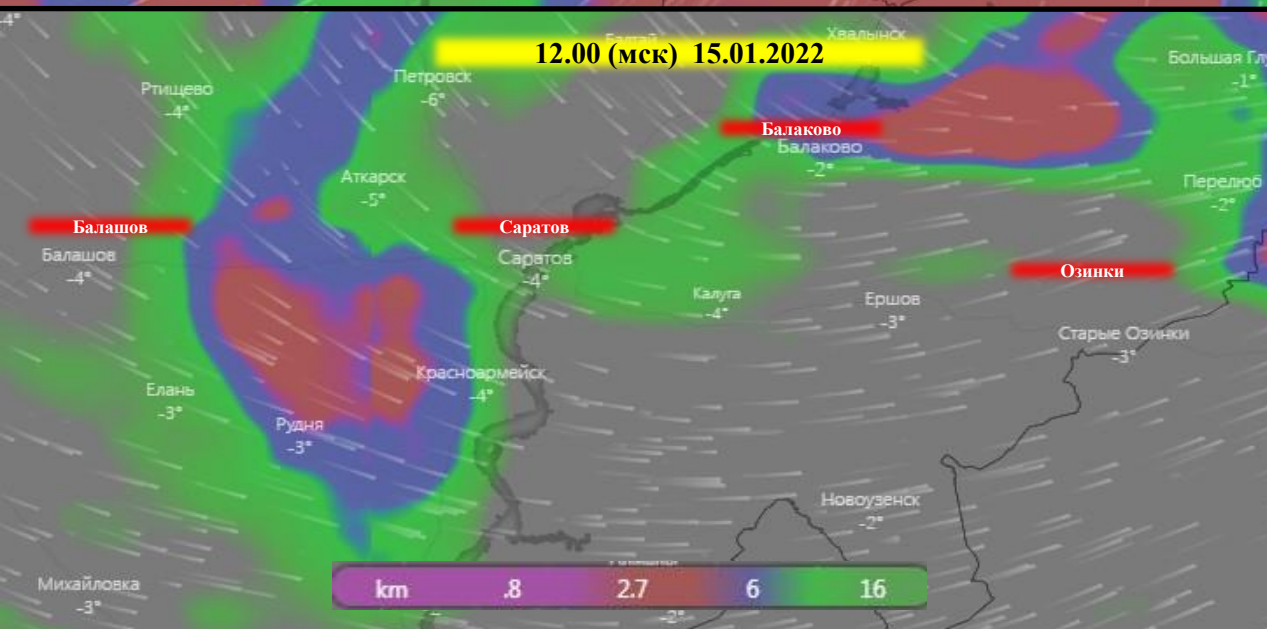 -4°
12.00 (мск) 15.01.2022
Хвалынск
Петровск
-6°
Ртищево
-4°
Большая Глу
-1°
Балаково
Балаково
-2°
Аткарск
-5°
Перелюб
-2°
Балашов
Саратов
Балашов
-4°
Саратов
-4°
Озинки
Калуга
-4°
Ершов
-3°
Старые Озинки
-3°
Красноармейск
-4°
Елань
-3°
Рудня
-3°
Новоузенск
-2°
Михайловка
-3°
km .8 2.7 6 16
-2°